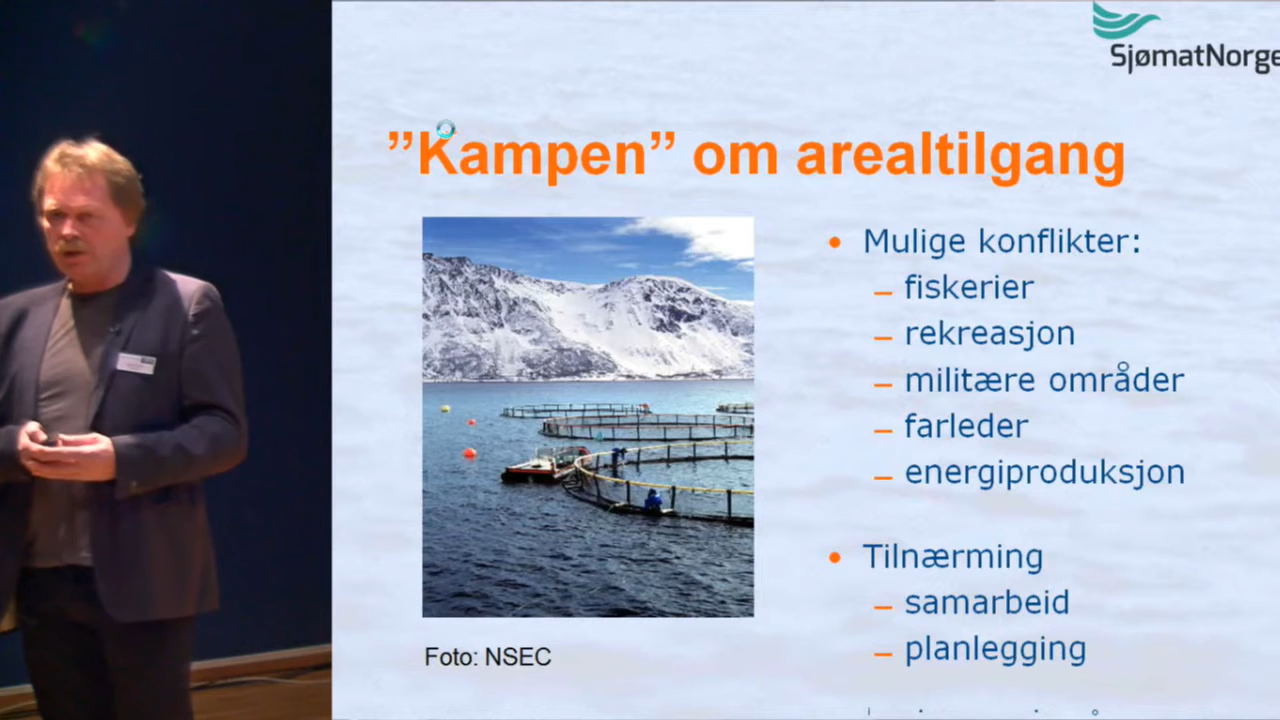 SjømatNorge
”Kampen” om arealtilgang
• Mulige konflikter:
– fiskerier
– rekreasjon
– militære områder
– farleder
– energiproduksjon
• Tilnærming
– samarbeid
– planlegging
Foto: NSEC